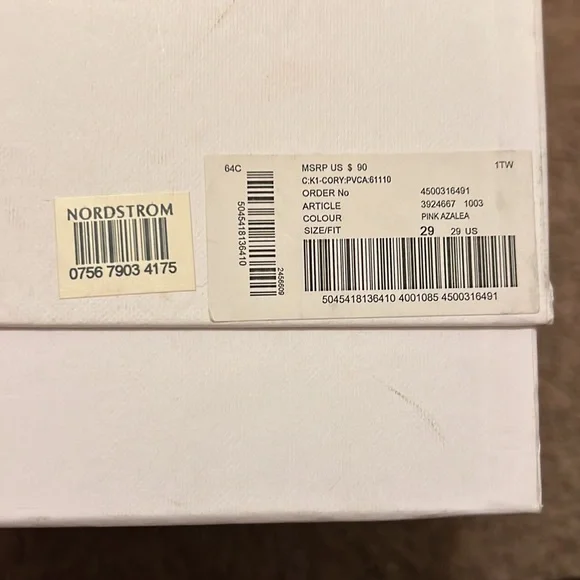 NORDSTROM
0756 7903 4175
64C
5045418136410
2456609
MSRP US $ 90
1TW
C:K1-CORY:PVCA:61110
ORDER No 4500316491
ARTICLE 3924667 1003
COLOUR PINK AZALEA
SIZE/FIT 29 29 US
5045418136410 4001085 4500316491